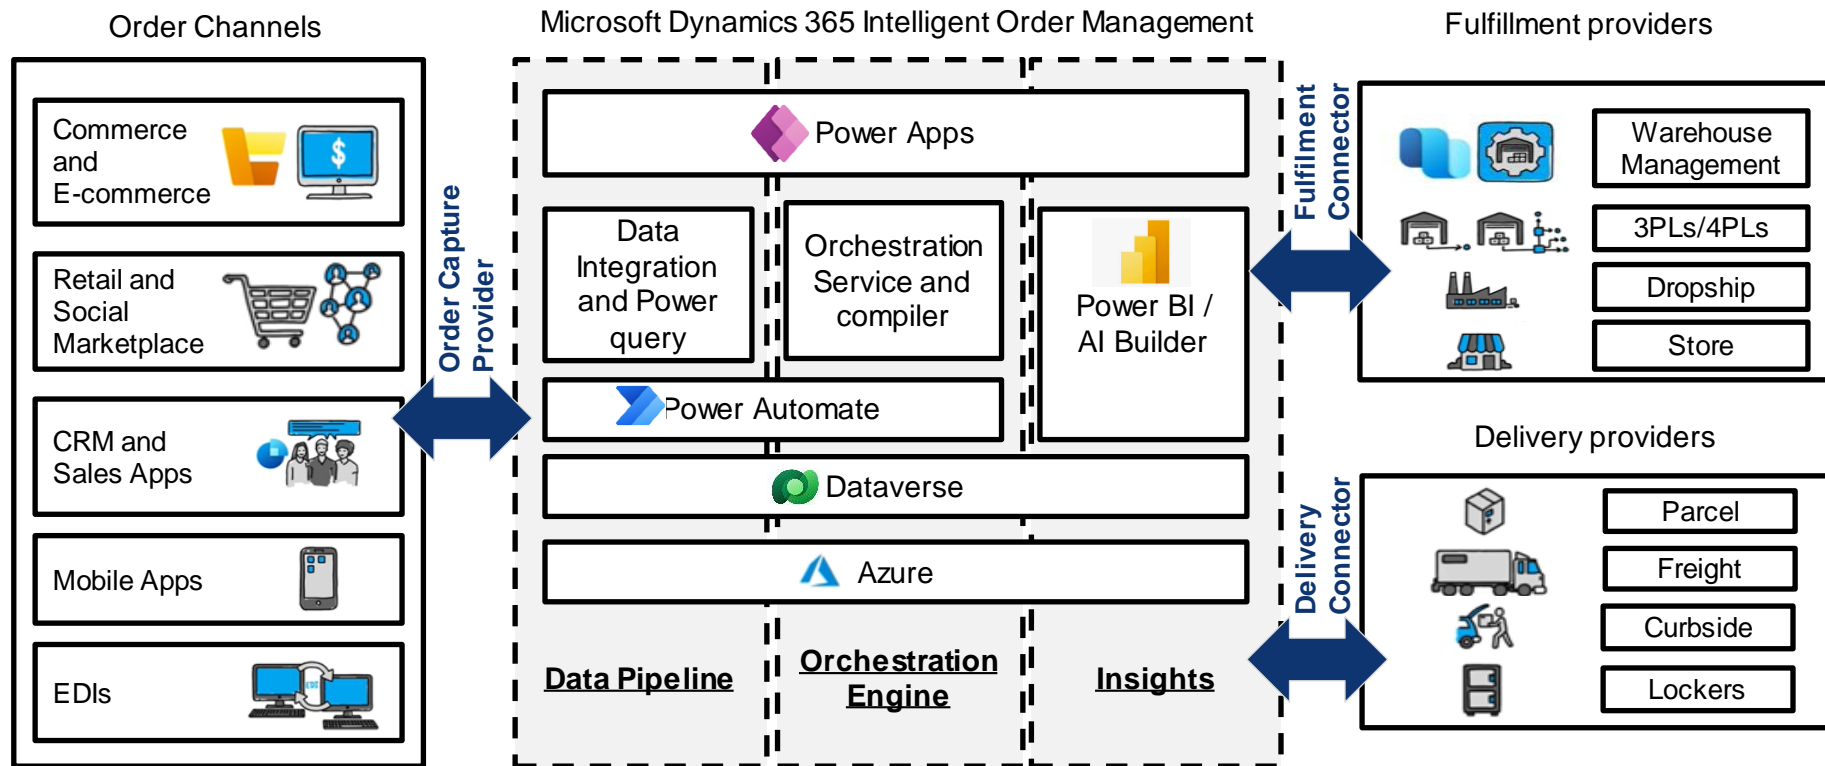 Order Channels
Commerce
and
E-commerce
$
Retail and
Social
Marketplace
CRM and
Sales Apps
Mobile Apps
EDIs
EDI
Order Capture
Provider
Microsoft Dynamics 365 Intelligent Order Management
Power Apps
Data
Integration
and Power
query
Orchestration
Service and
compiler
Power BI /
AI Builder
Power Automate
Dataverse
Azure
Data Pipeline
Orchestration
Engine
Insights
Fulfilment
Connector
Delivery
Connector
Fulfillment providers
Warehouse
Management
3PLs/4PLs
Dropship
Store
Delivery providers
Parcel
Freight
Curbside
Lockers